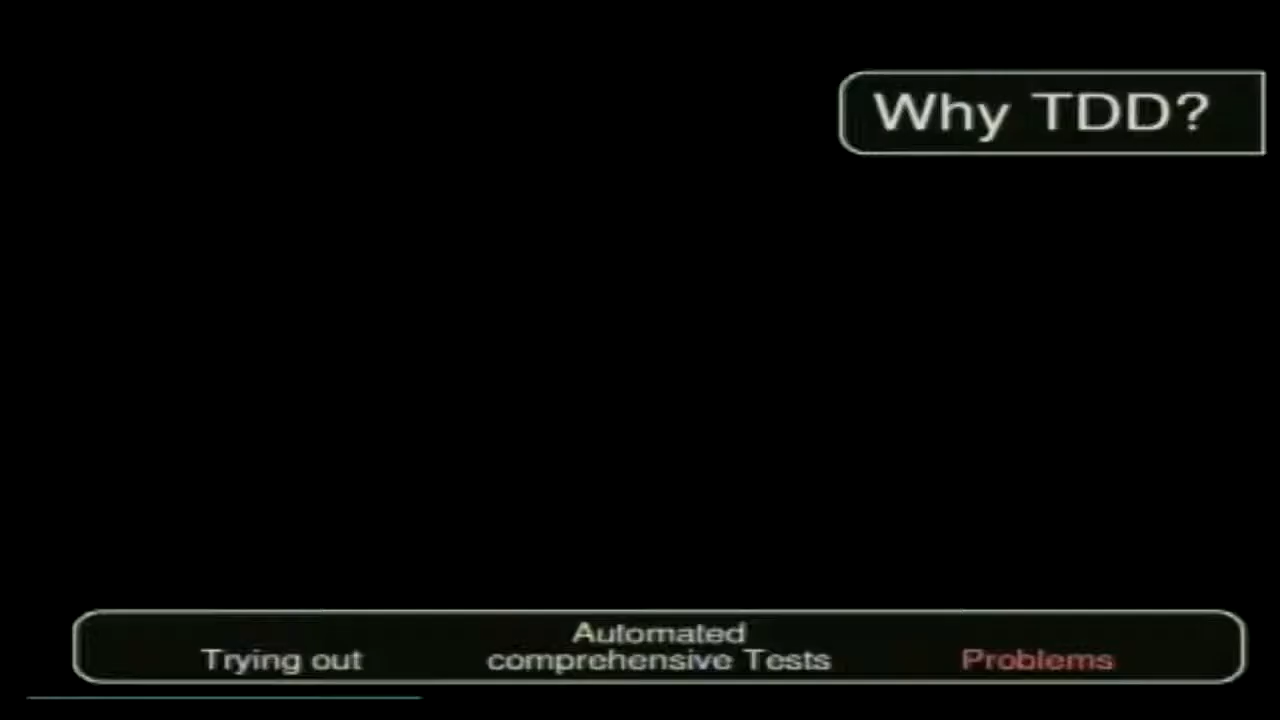 Why TDD?
Trying out
Automated
comprehensive Tests
Problems